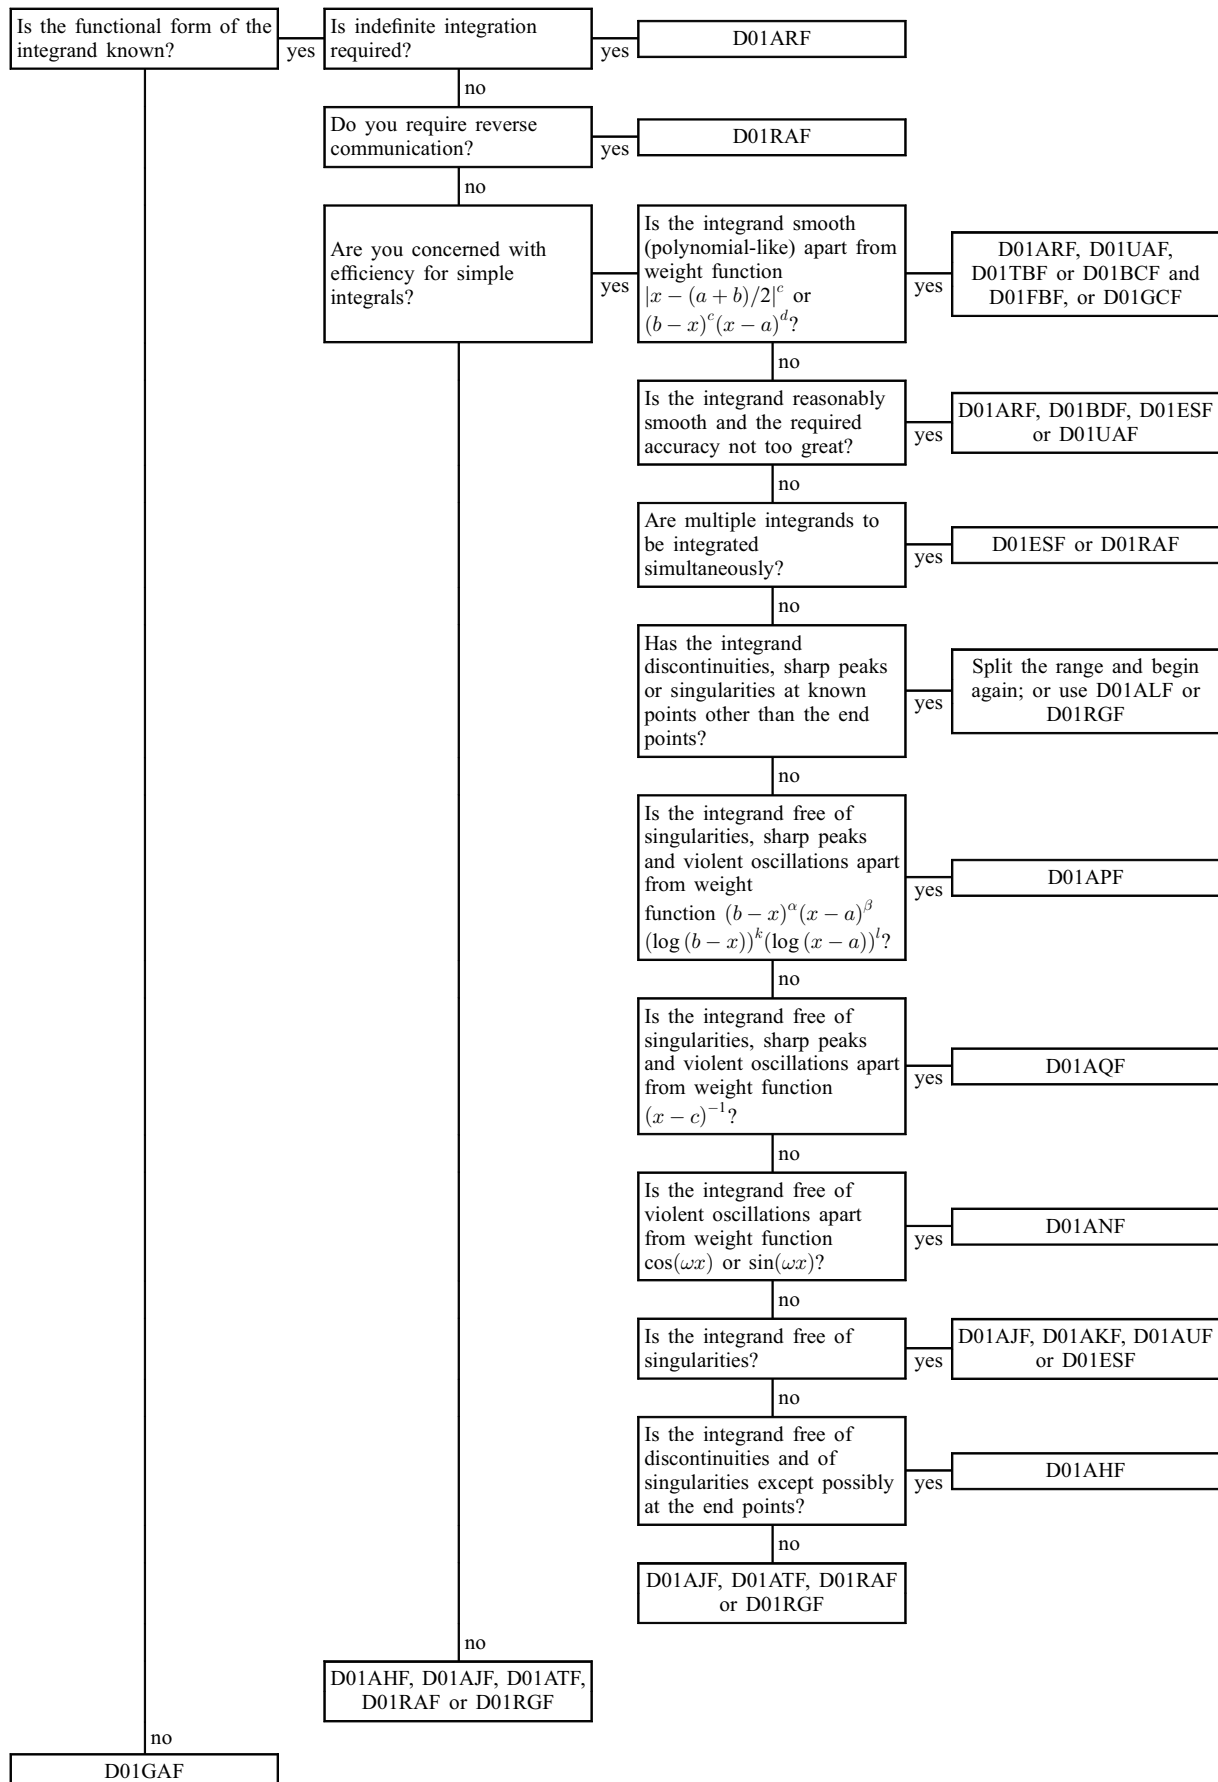 Is the functional form of the
integrand known?
yes
Is indefinite integration
required?
yes
D01ARF
no
Do you require reverse
communication?
yes
D01RAF
no
Are you concerned with
efficiency for simple
integrals?
yes
Is the integrand smooth
(polynomial-like) apart from
weight function
|x − (a + b)/2|^c or
(b − x)^c(x − a)^d?
yes
D01ARF, D01UAF,
D01TBF or D01BCF and
D01FBF, or D01GCF
no
Is the integrand reasonably
smooth and the required
accuracy not too great?
yes
D01ARF, D01BDF, D01ESF
or D01UAF
no
Are multiple integrands to
be integrated
simultaneously?
yes
D01ESF or D01RAF
no
Has the integrand
discontinuities, sharp peaks
or singularities at known
points other than the end
points?
yes
Split the range and begin
again; or use D01ALF or
D01RGF
no
Is the integrand free of
singularities, sharp peaks
and violent oscillations apart
from weight
function (b − x)^α(x − a)^β
(log (b − x))^k(log (x − a))^l?
yes
D01APF
no
Is the integrand free of
singularities, sharp peaks
and violent oscillations apart
from weight function
(x − c)^−1?
yes
D01AQF
no
Is the integrand free of
violent oscillations apart
from weight function
cos(ωx) or sin(ωx)?
yes
D01ANF
no
Is the integrand free of
singularities?
yes
D01AJF, D01AKF, D01AUF
or D01ESF
no
Is the integrand free of
discontinuities and of
singularities except possibly
at the end points?
yes
D01AHF
no
D01AJF, D01ATF, D01RAF
or D01RGF
no
D01AHF, D01AJF, D01ATF,
D01RAF or D01RGF
no
D01GAF